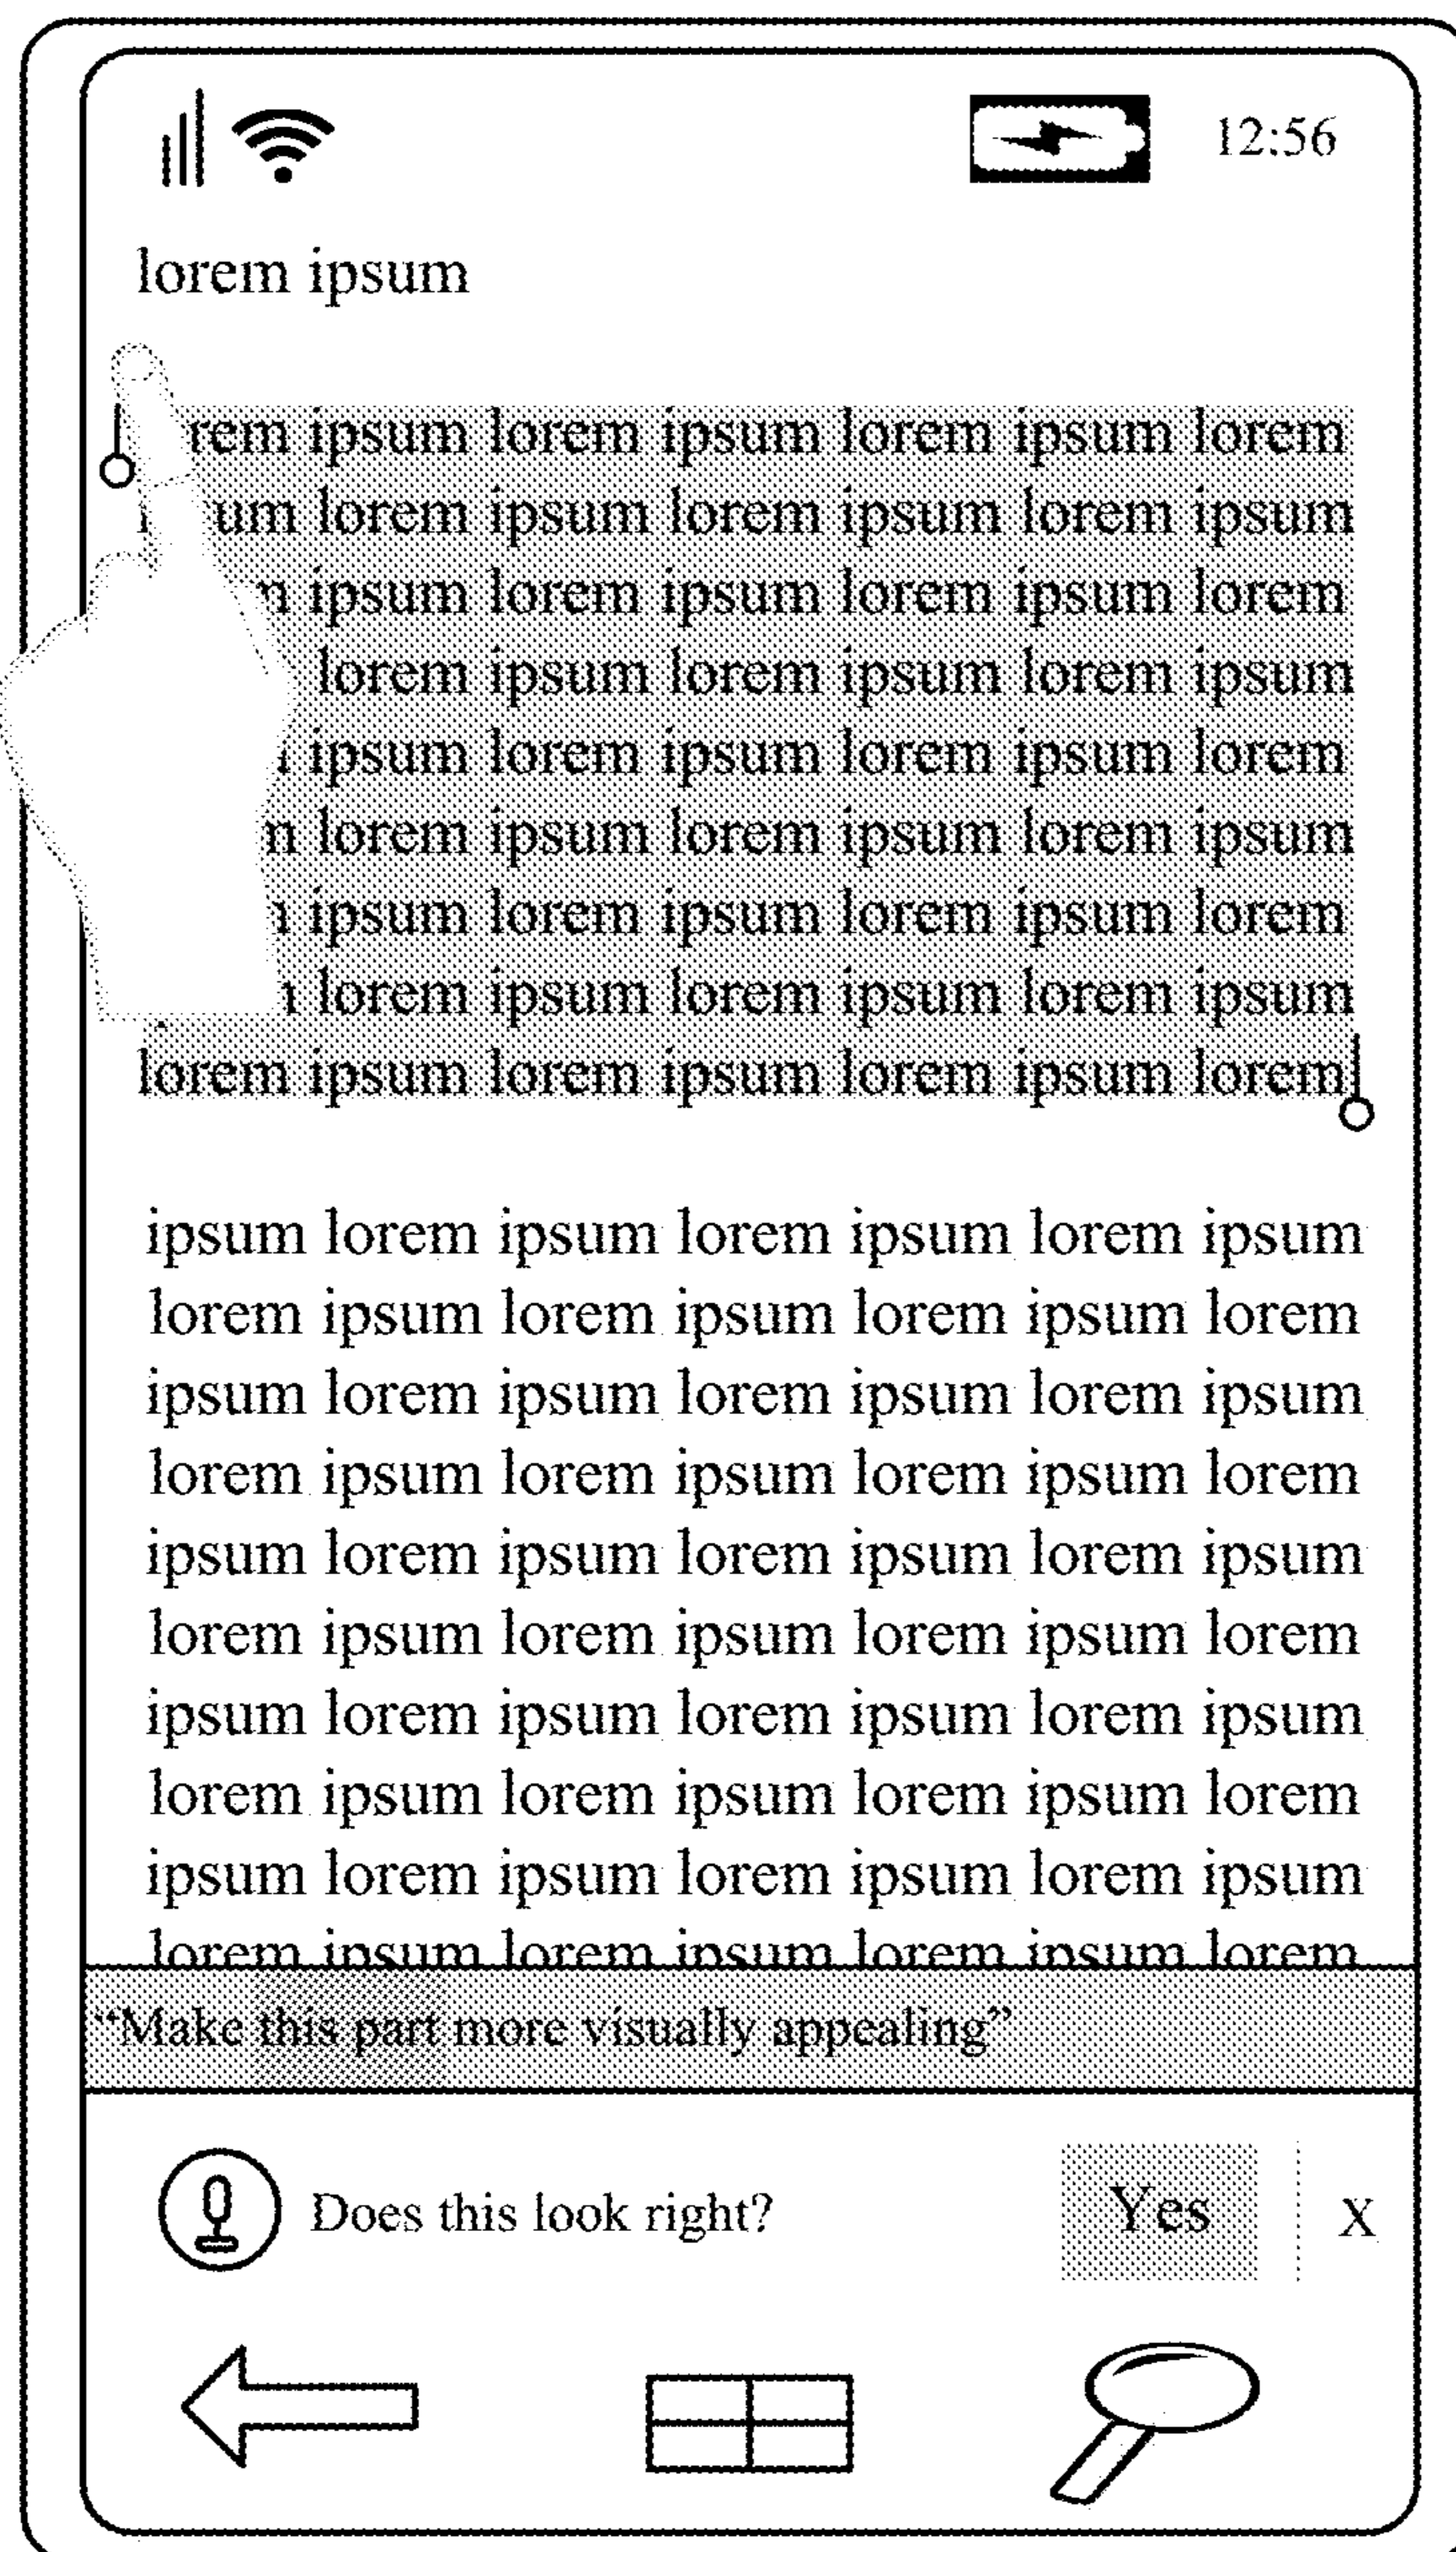 12:56
lorem ipsum
rem ipsum lorem ipsum lorem ipsum lorem
um lorem ipsum lorem ipsum lorem ipsum
ipsum lorem ipsum lorem ipsum lorem
lorem ipsum lorem ipsum lorem ipsum
ipsum lorem ipsum lorem ipsum lorem
lorem ipsum lorem ipsum lorem ipsum
ipsum lorem ipsum lorem ipsum lorem
lorem ipsum lorem ipsum lorem ipsum
lorem ipsum lorem ipsum lorem ipsum lorem
ipsum lorem ipsum lorem ipsum lorem ipsum
lorem ipsum lorem ipsum lorem ipsum lorem
ipsum lorem ipsum lorem ipsum lorem ipsum
lorem ipsum lorem ipsum lorem ipsum lorem
ipsum lorem ipsum lorem ipsum lorem ipsum
lorem ipsum lorem ipsum lorem ipsum lorem
ipsum lorem ipsum lorem ipsum lorem ipsum
lorem ipsum lorem ipsum lorem ipsum lorem
ipsum lorem ipsum lorem ipsum lorem ipsum
lorem ipsum lorem ipsum lorem ipsum lorem
“Make this part more visually appealing”
Does this look right? Yes X